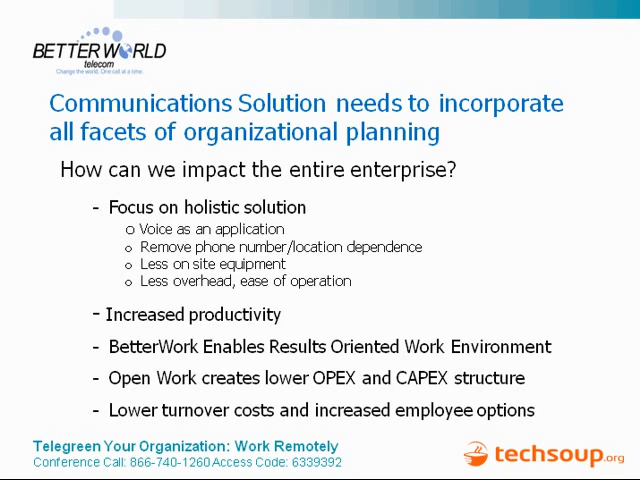 BETTER WORLD
telecom
Change the world. One call at a time.
Communications Solution needs to incorporate
all facets of organizational planning
How can we impact the entire enterprise?
- Focus on holistic solution
o Voice as an application
o Remove phone number/location dependence
o Less on site equipment
o Less overhead, ease of operation
- Increased productivity
- BetterWork Enables Results Oriented Work Environment
- Open Work creates lower OPEX and CAPEX structure
- Lower turnover costs and increased employee options
Telegreen Your Organization: Work Remotely
Conference Call: 866-740-1260 Access Code: 6339392
techsoup.org